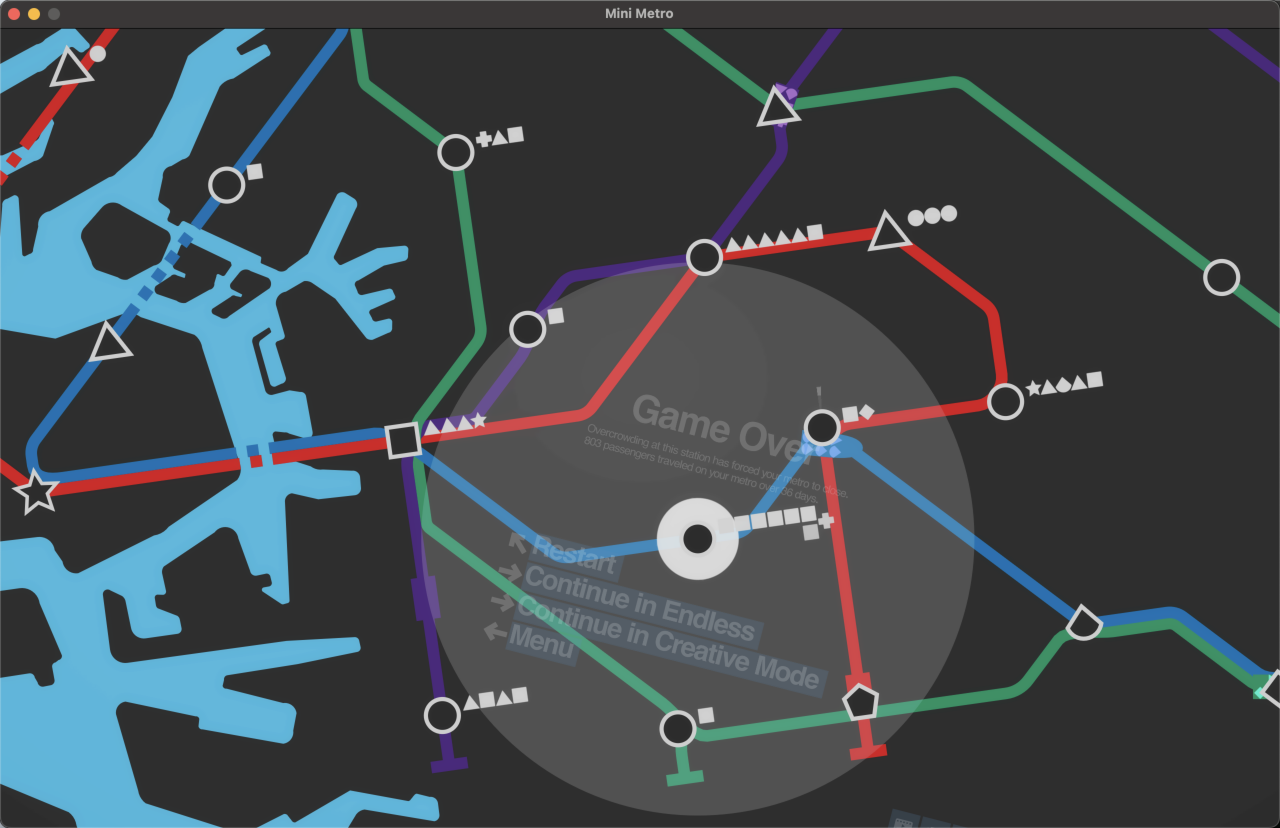 Mini Metro
Game Over
Overcrowding at this station has forced your metro to close.
803 passengers traveled on your metro over 96 days.
Restart
Continue in Endless
Continue in Creative Mode
Menu